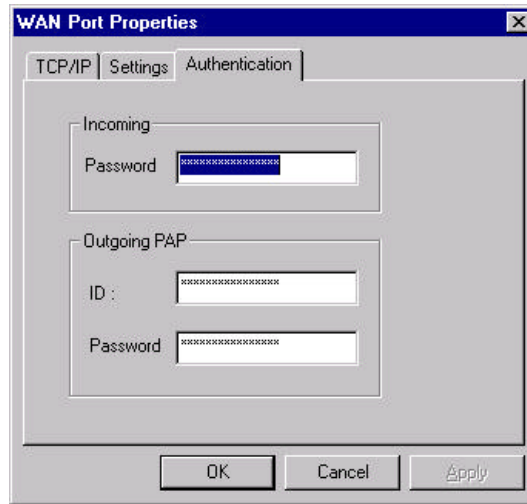 WAN Port Properties
TCP/IP Settings Authentication
Incoming
Password ****************
Outgoing PAP
ID : ****************
Password ****************
OK Cancel Apply